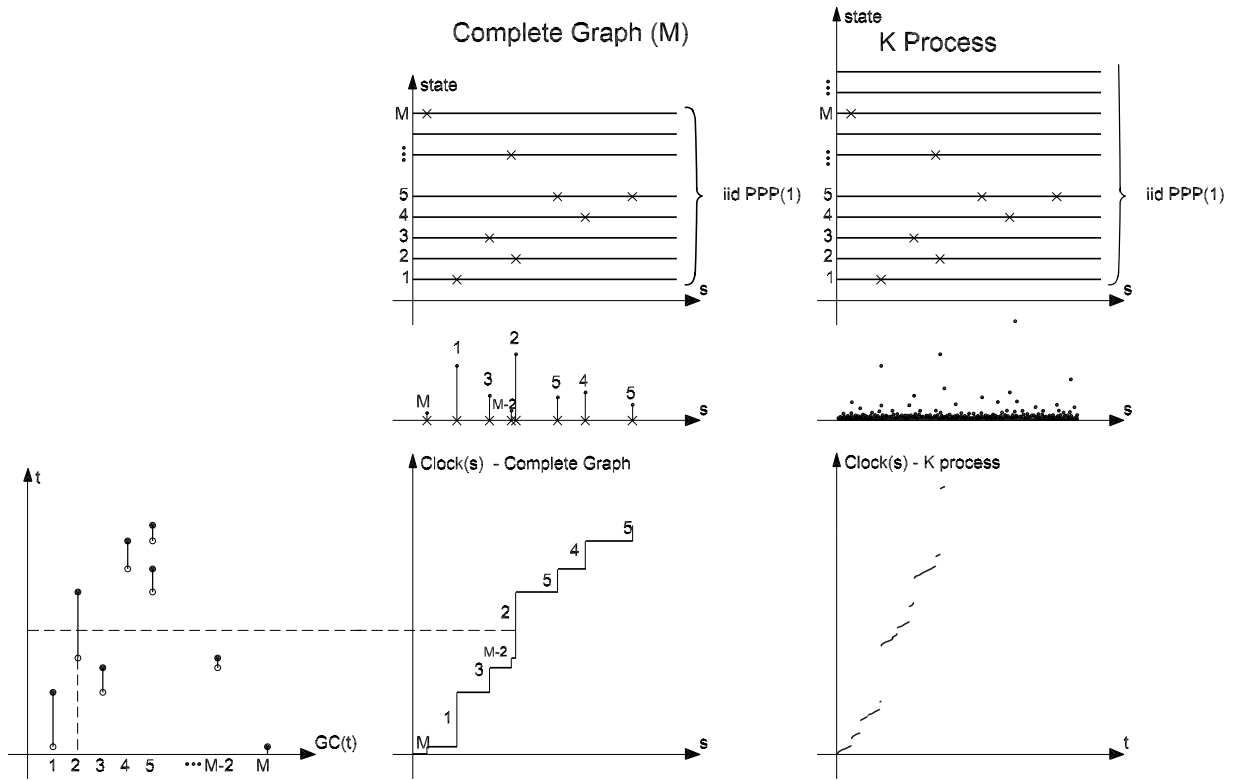 Complete Graph (M)
K Process
state
M
5
4
3
2
1
s
iid PPP(1)
state
M
5
4
3
2
1
s
iid PPP(1)
M
1
3
M-2
2
5
4
5
s
s
t
GC(t)
1 2 3 4 5 •••M-2 M
Clock(s) - Complete Graph
5
4
5
2
M-2
3
1
M
s
Clock(s) - K process
t